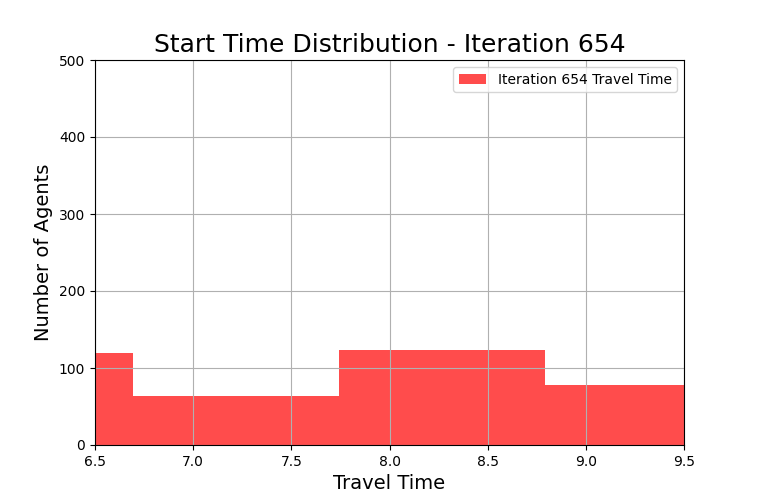 Start Time Distribution - Iteration 654
Iteration 654 Travel Time
Number of Agents
500
400
300
200
100
0
6.5 7.0 7.5 8.0 8.5 9.0 9.5
Travel Time